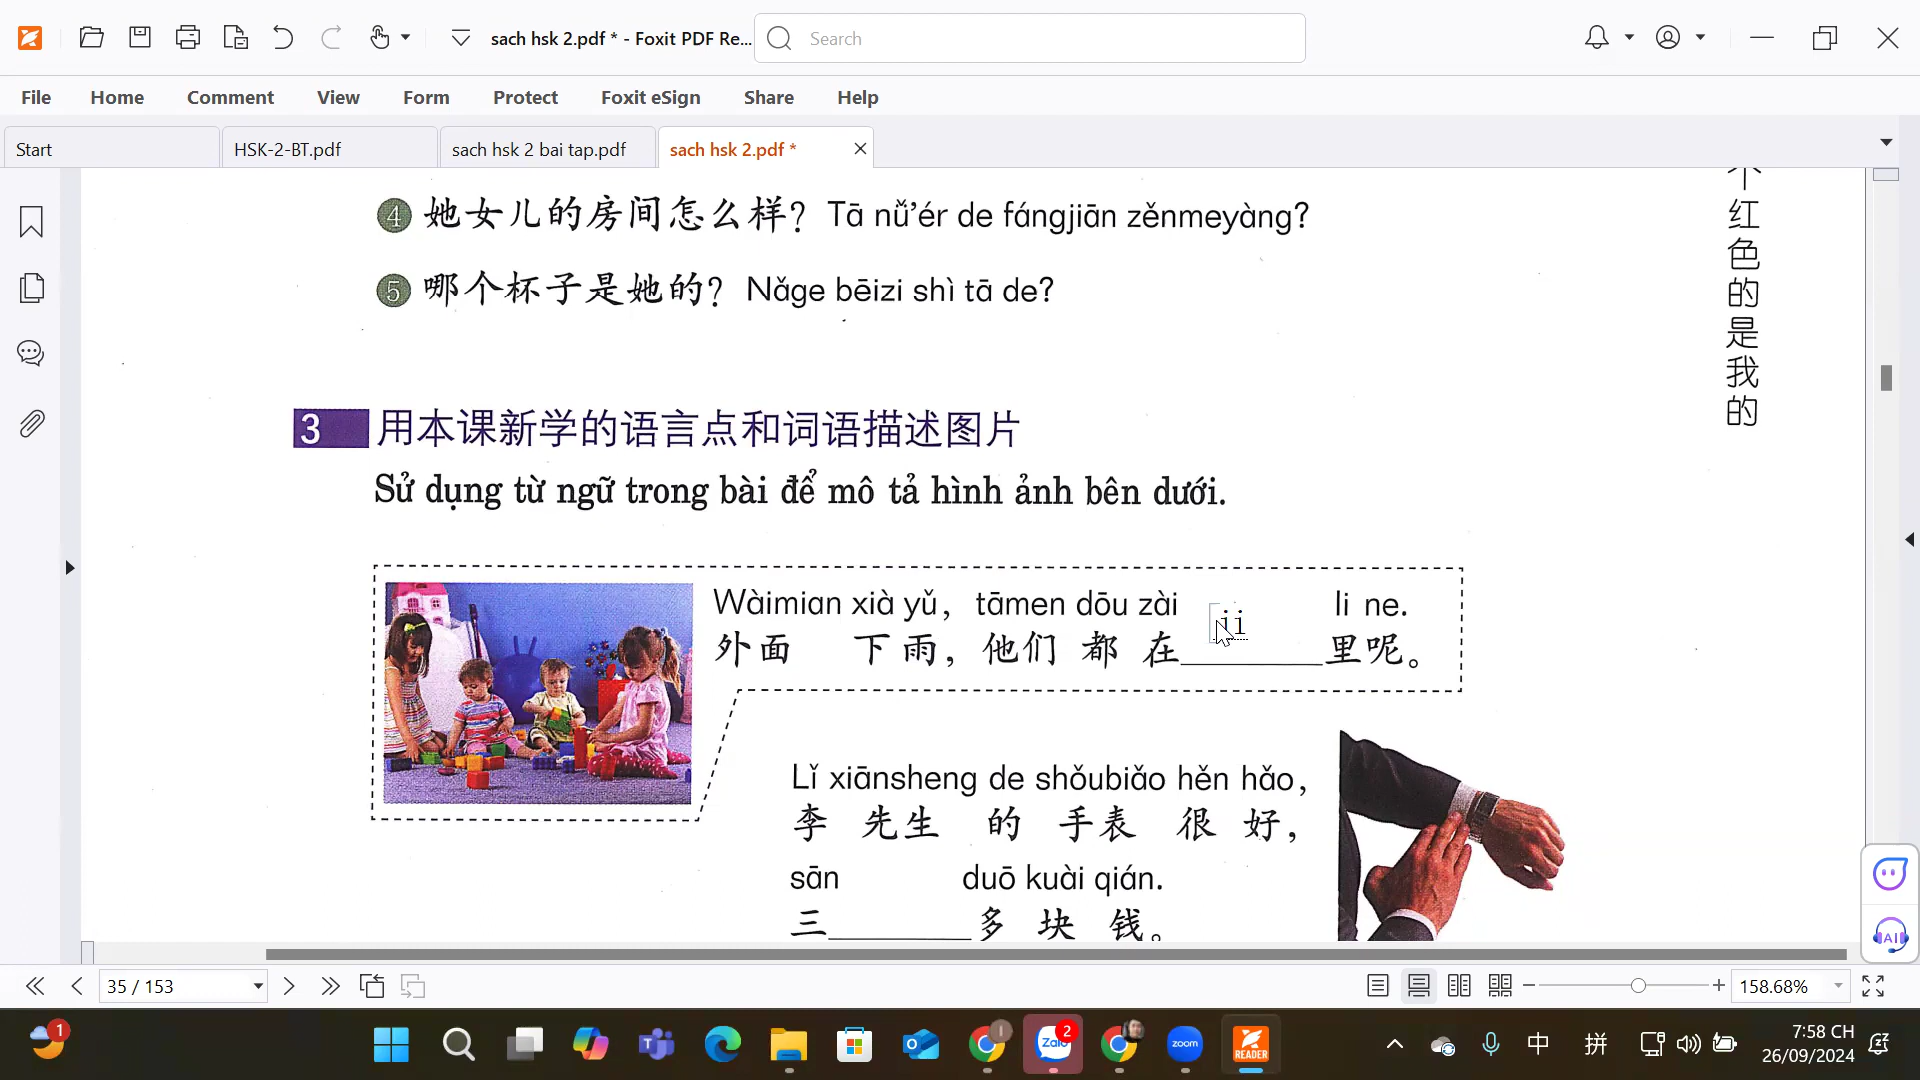 sach hsk 2.pdf * - Foxit PDF Re...
Search
File Home Comment View Form Protect Foxit eSign Share Help
Start
HSK-2-BT.pdf
sach hsk 2 bai tap.pdf
sach hsk 2.pdf *
4 她女儿的房间怎么样？ Tā nǚ'ér de fángjiān zěnmeyàng?
5 哪个杯子是她的？ Nǎge bēizi shì tā de?
个红色的是我的
3 用本课新学的语言点和词语描述图片
Sử dụng từ ngữ trong bài để mô tả hình ảnh bên dưới.
Wàimian xià yǔ, tāmen dōu zài li ne.
ii
外面 下雨，他们 都 在______里呢。
Lǐ xiānsheng de shǒubiǎo hěn hǎo,
李 先生 的 手表 很 好，
sān duō kuài qián.
三______多 块 钱。
AI
35 / 153
158.68%
1
Zalo
2
zoom
READER
中
拼
7:58 CH
26/09/2024